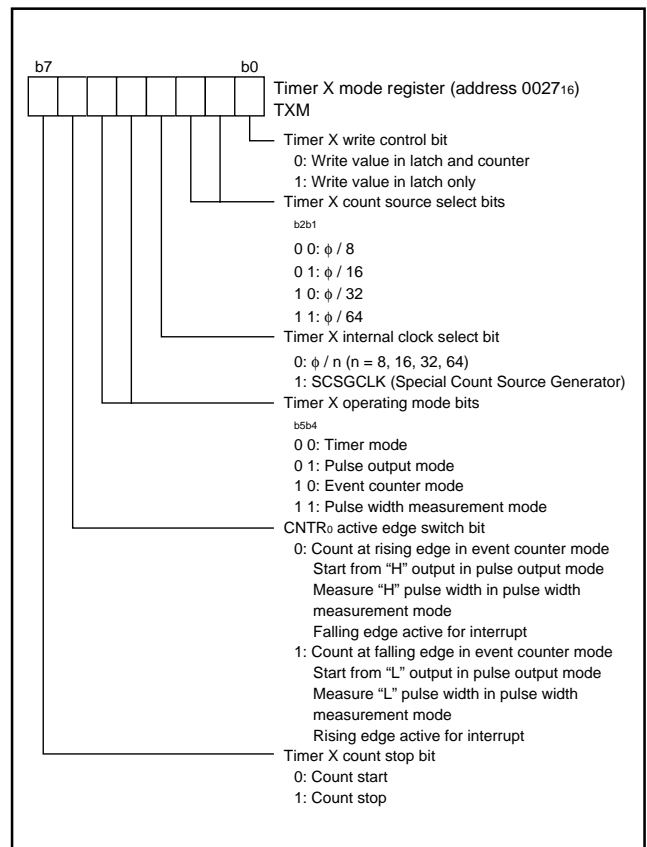 b7 b0
Timer X mode register (address 0027₁₆)
TXM
Timer X write control bit
0: Write value in latch and counter
1: Write value in latch only
Timer X count source select bits
b2b1
0 0: ϕ / 8
0 1: ϕ / 16
1 0: ϕ / 32
1 1: ϕ / 64
Timer X internal clock select bit
0: ϕ / n (n = 8, 16, 32, 64)
1: SCSGCLK (Special Count Source Generator)
Timer X operating mode bits
b5b4
0 0: Timer mode
0 1: Pulse output mode
1 0: Event counter mode
1 1: Pulse width measurement mode
CNTR₀ active edge switch bit
0: Count at rising edge in event counter mode
Start from “H” output in pulse output mode
Measure “H” pulse width in pulse width
measurement mode
Falling edge active for interrupt
1: Count at falling edge in event counter mode
Start from “L” output in pulse output mode
Measure “L” pulse width in pulse width
measurement mode
Rising edge active for interrupt
Timer X count stop bit
0: Count start
1: Count stop